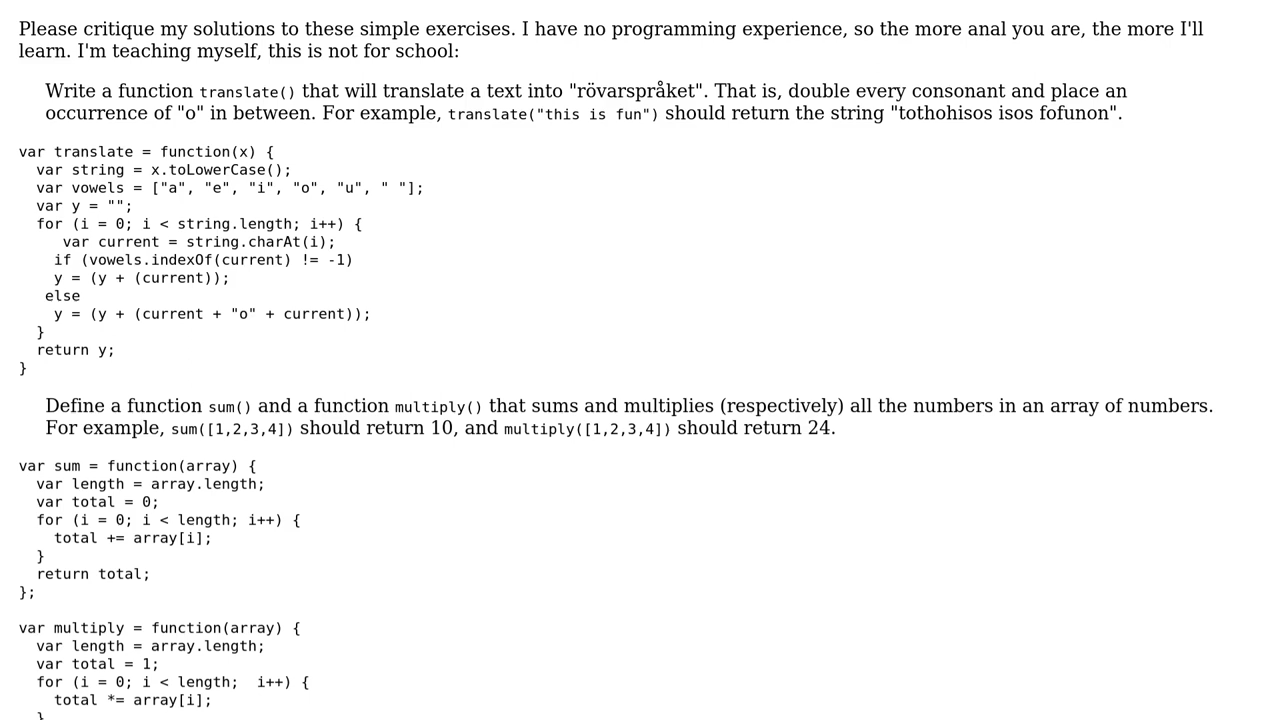 Please critique my solutions to these simple exercises. I have no programming experience, so the more anal you are, the more I'll
learn. I'm teaching myself, this is not for school:
Write a function translate() that will translate a text into "rövarspråket". That is, double every consonant and place an
occurrence of "o" in between. For example, translate("this is fun") should return the string "tothohisos isos fofunon".
var translate = function(x) {
  var string = x.toLowerCase();
  var vowels = ["a", "e", "i", "o", "u", " "];
  var y = "";
  for (i = 0; i < string.length; i++) {
     var current = string.charAt(i);
    if (vowels.indexOf(current) != -1)
    y = (y + (current));
   else
    y = (y + (current + "o" + current));
  }
  return y;
}
Define a function sum() and a function multiply() that sums and multiplies (respectively) all the numbers in an array of numbers.
For example, sum([1,2,3,4]) should return 10, and multiply([1,2,3,4]) should return 24.
var sum = function(array) {
  var length = array.length;
  var total = 0;
  for (i = 0; i < length; i++) {
    total += array[i];
  }
  return total;
};
var multiply = function(array) {
  var length = array.length;
  var total = 1;
  for (i = 0; i < length;  i++) {
    total *= array[i];
  }